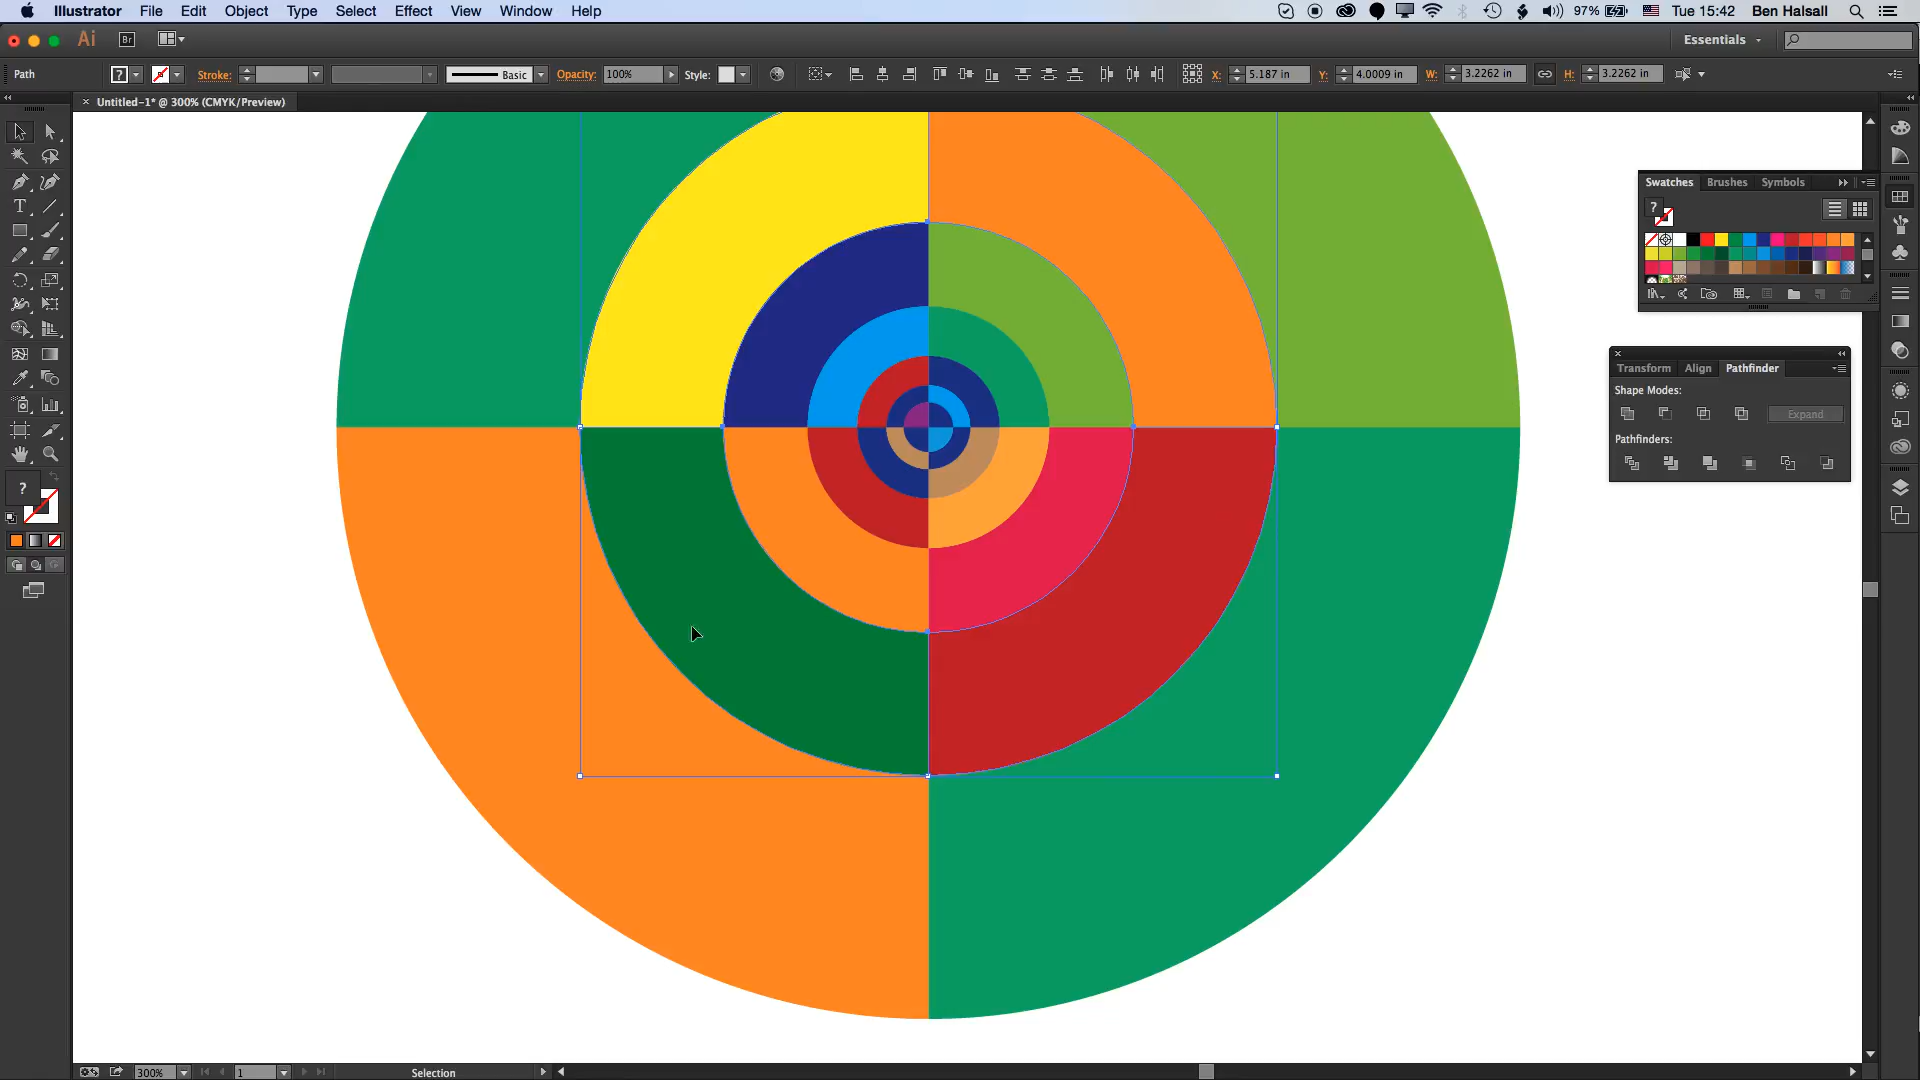 Illustrator File Edit Object Type Select Effect View Window Help 97% Tue 15:42 Ben Halsall
Ai Br Essentials
Path ? Stroke: Basic Opacity: 100% Style: X: 5.187 in Y: 4.0009 in W: 3.2262 in H: 3.2262 in
× Untitled-1* @ 300% (CMYK/Preview)
Swatches Brushes Symbols
?
Transform Align Pathfinder
Shape Modes:
Expand
Pathfinders:
T
?
300% 1 Selection